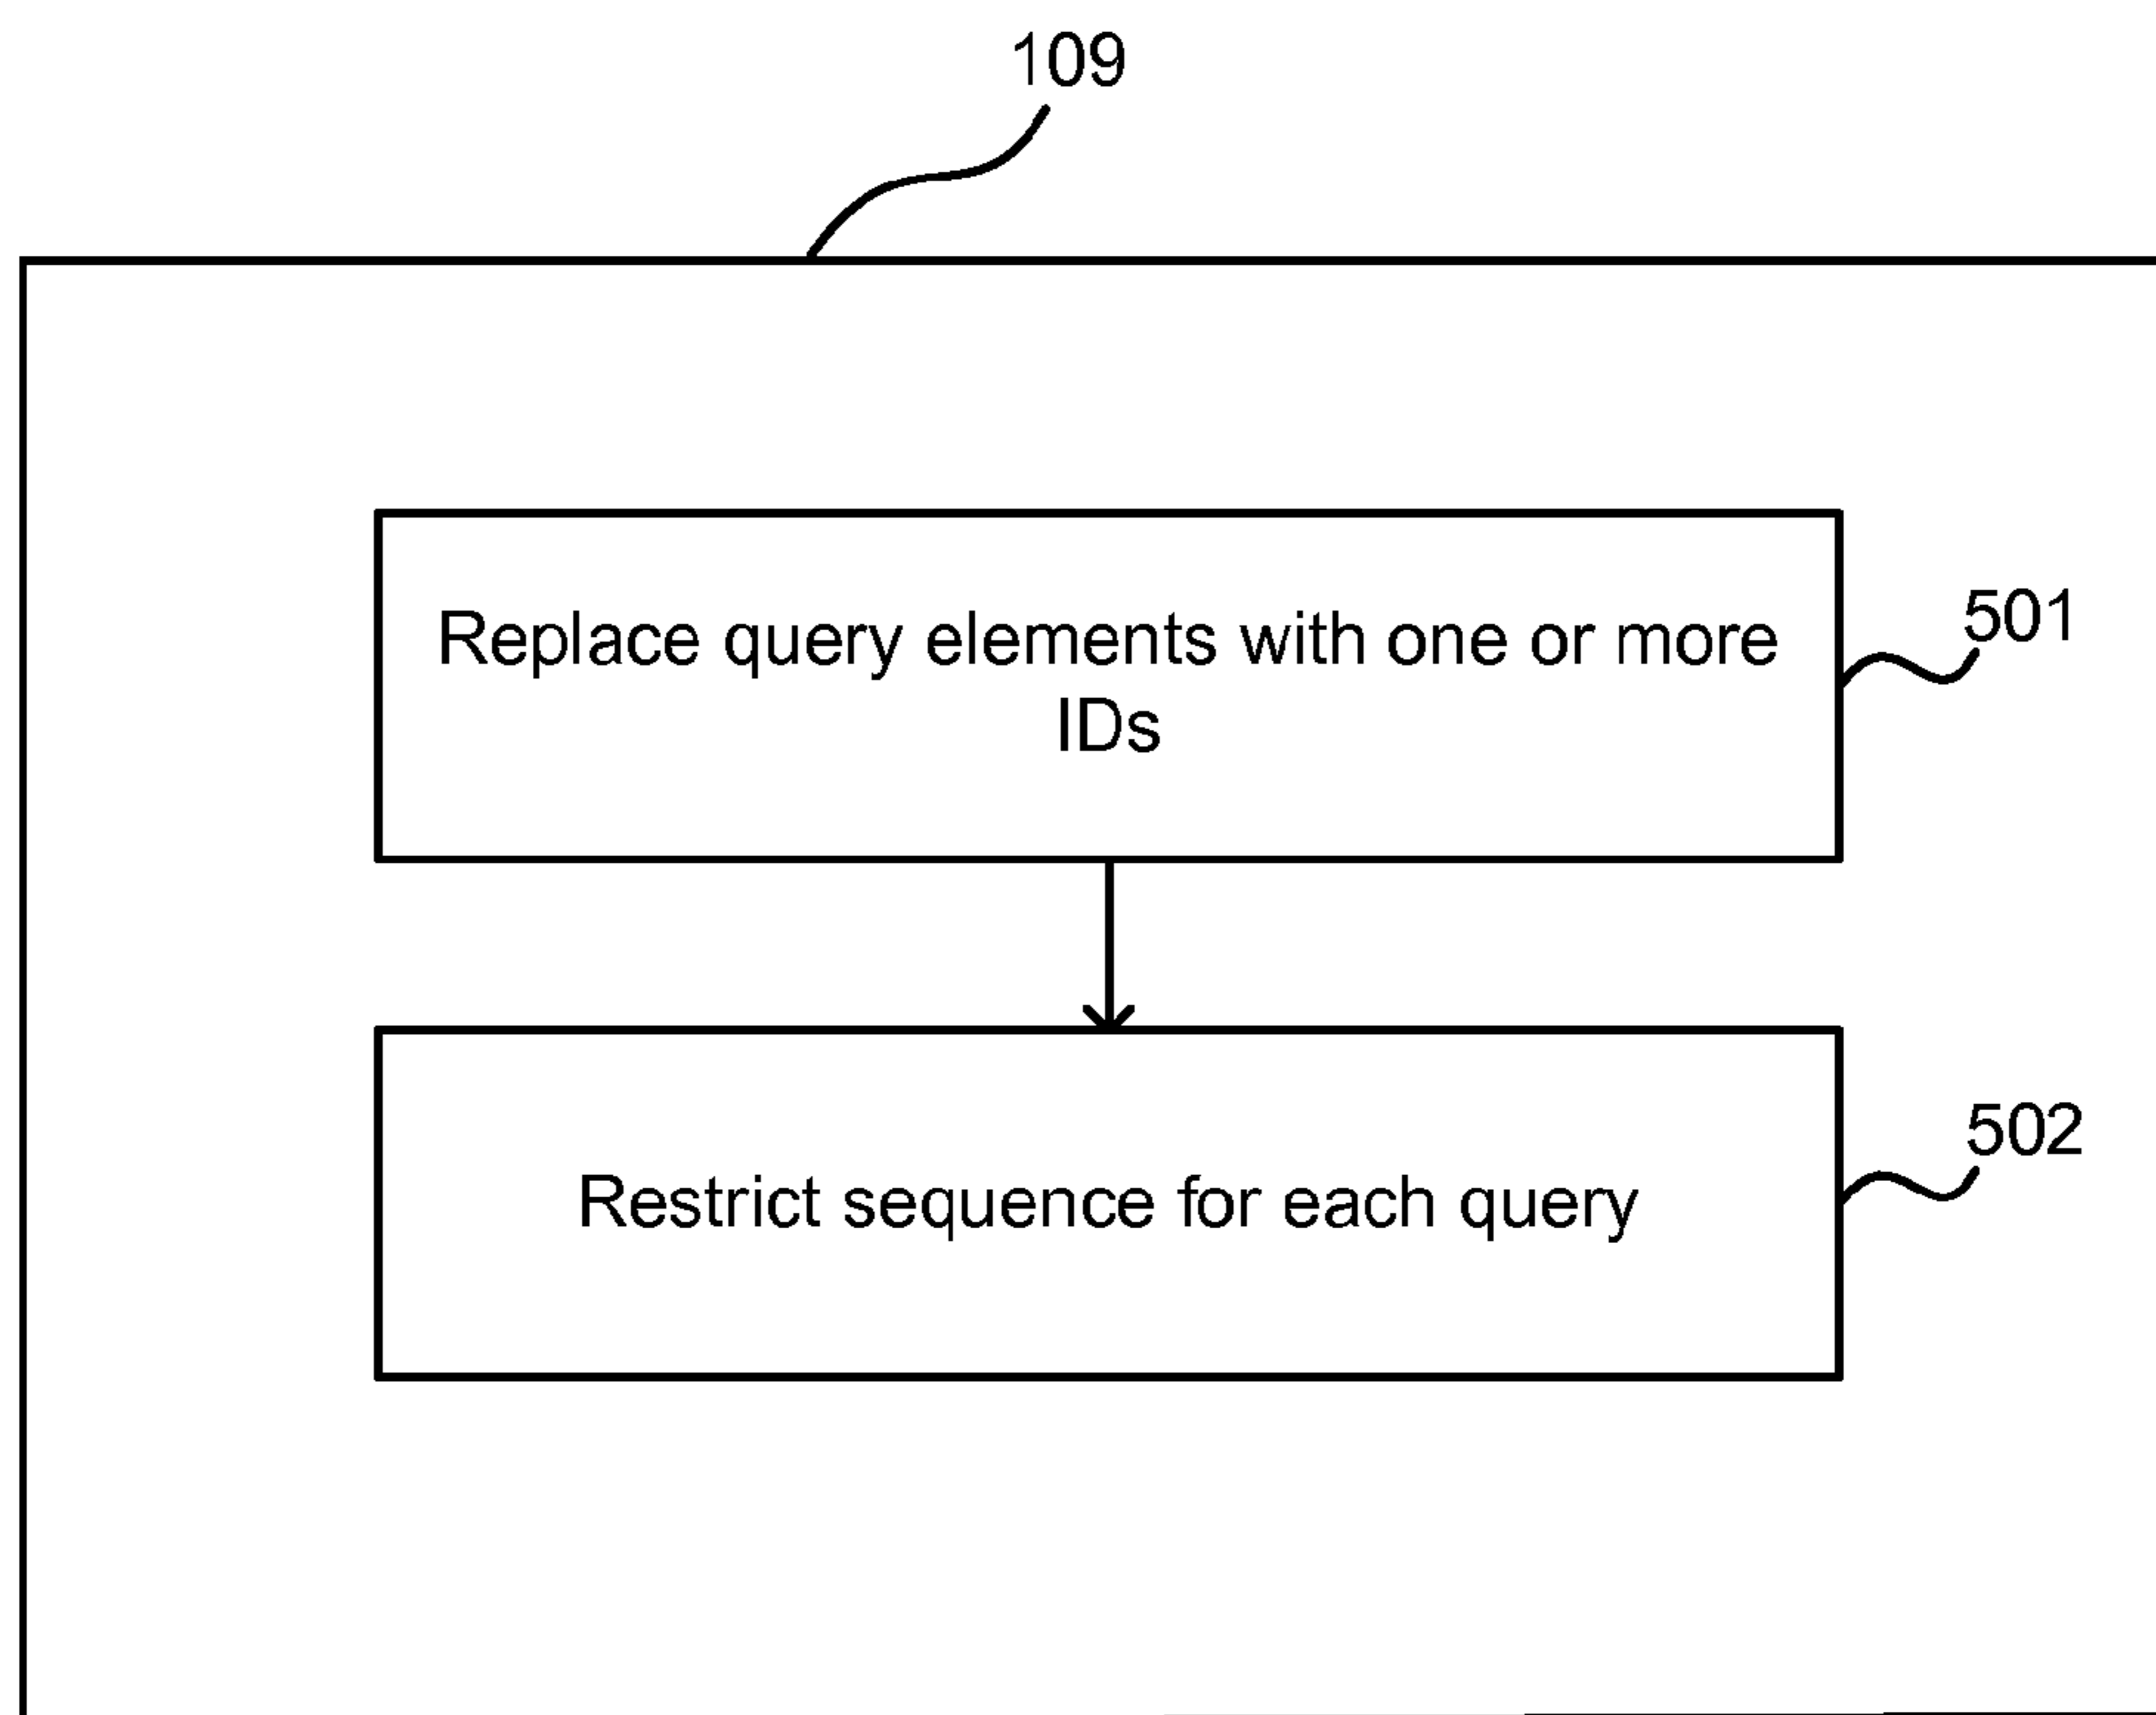 109
Replace query elements with one or more
IDs
501
Restrict sequence for each query
502